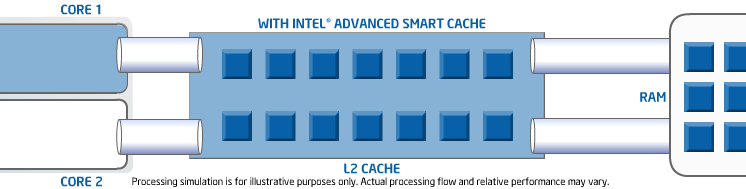 CORE 1
WITH INTEL® ADVANCED SMART CACHE
RAM
L2 CACHE
CORE 2
Processing simulation is for illustrative purposes only. Actual processing flow and relative performance may vary.